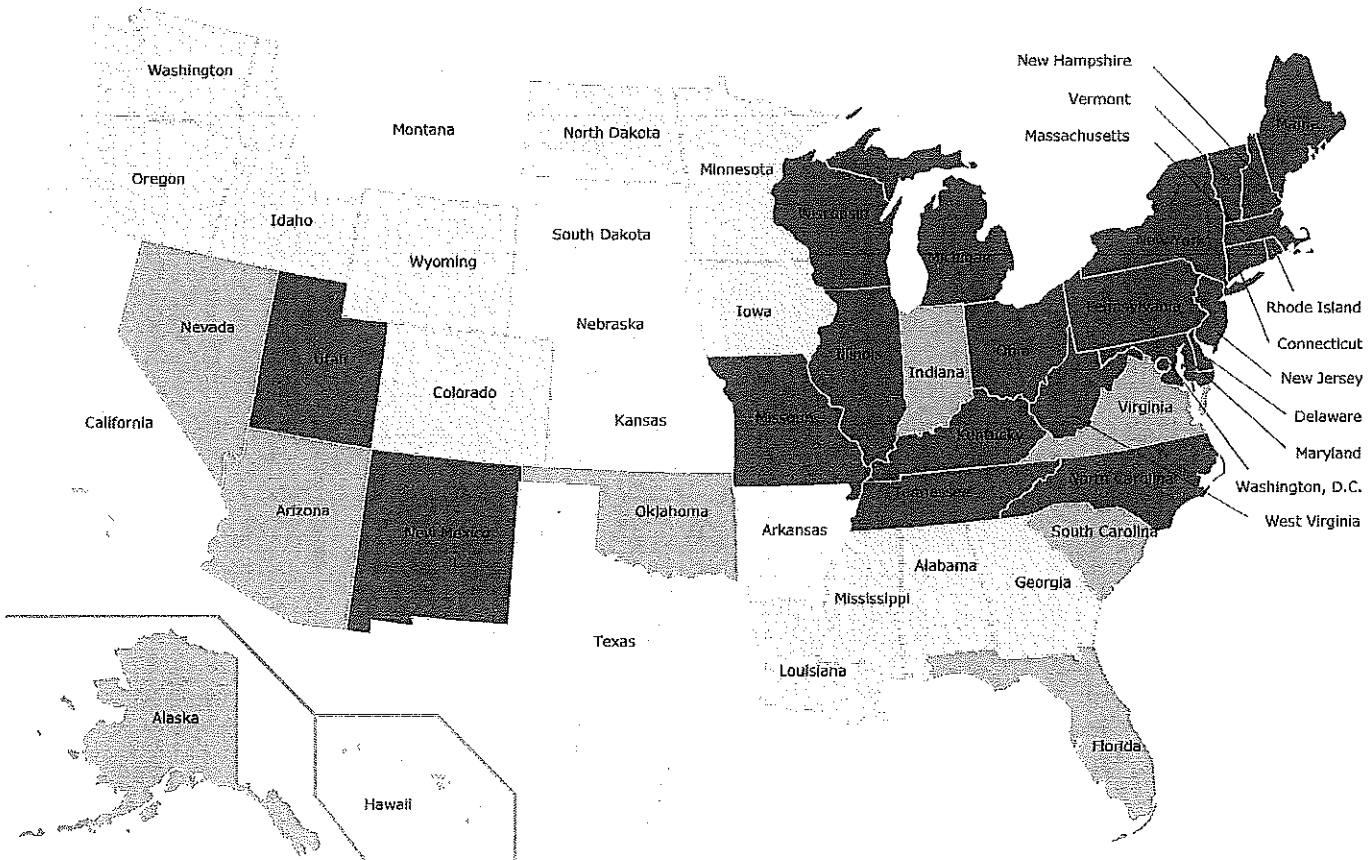 Washington
Montana
North Dakota
Minnesota
Oregon
Idaho
Wyoming
South Dakota
Wisconsin
Michigan
New York
Maine
New Hampshire
Vermont
Massachusetts
Rhode Island
Connecticut
New Jersey
Delaware
Maryland
Washington, D.C.
West Virginia
Nevada
Utah
Colorado
Nebraska
Iowa
Illinois
Indiana
Ohio
Pennsylvania
California
Kansas
Missouri
Kentucky
Virginia
Arizona
New Mexico
Oklahoma
Arkansas
Tennessee
North Carolina
South Carolina
Texas
Louisiana
Mississippi
Alabama
Georgia
Florida
Alaska
Hawaii